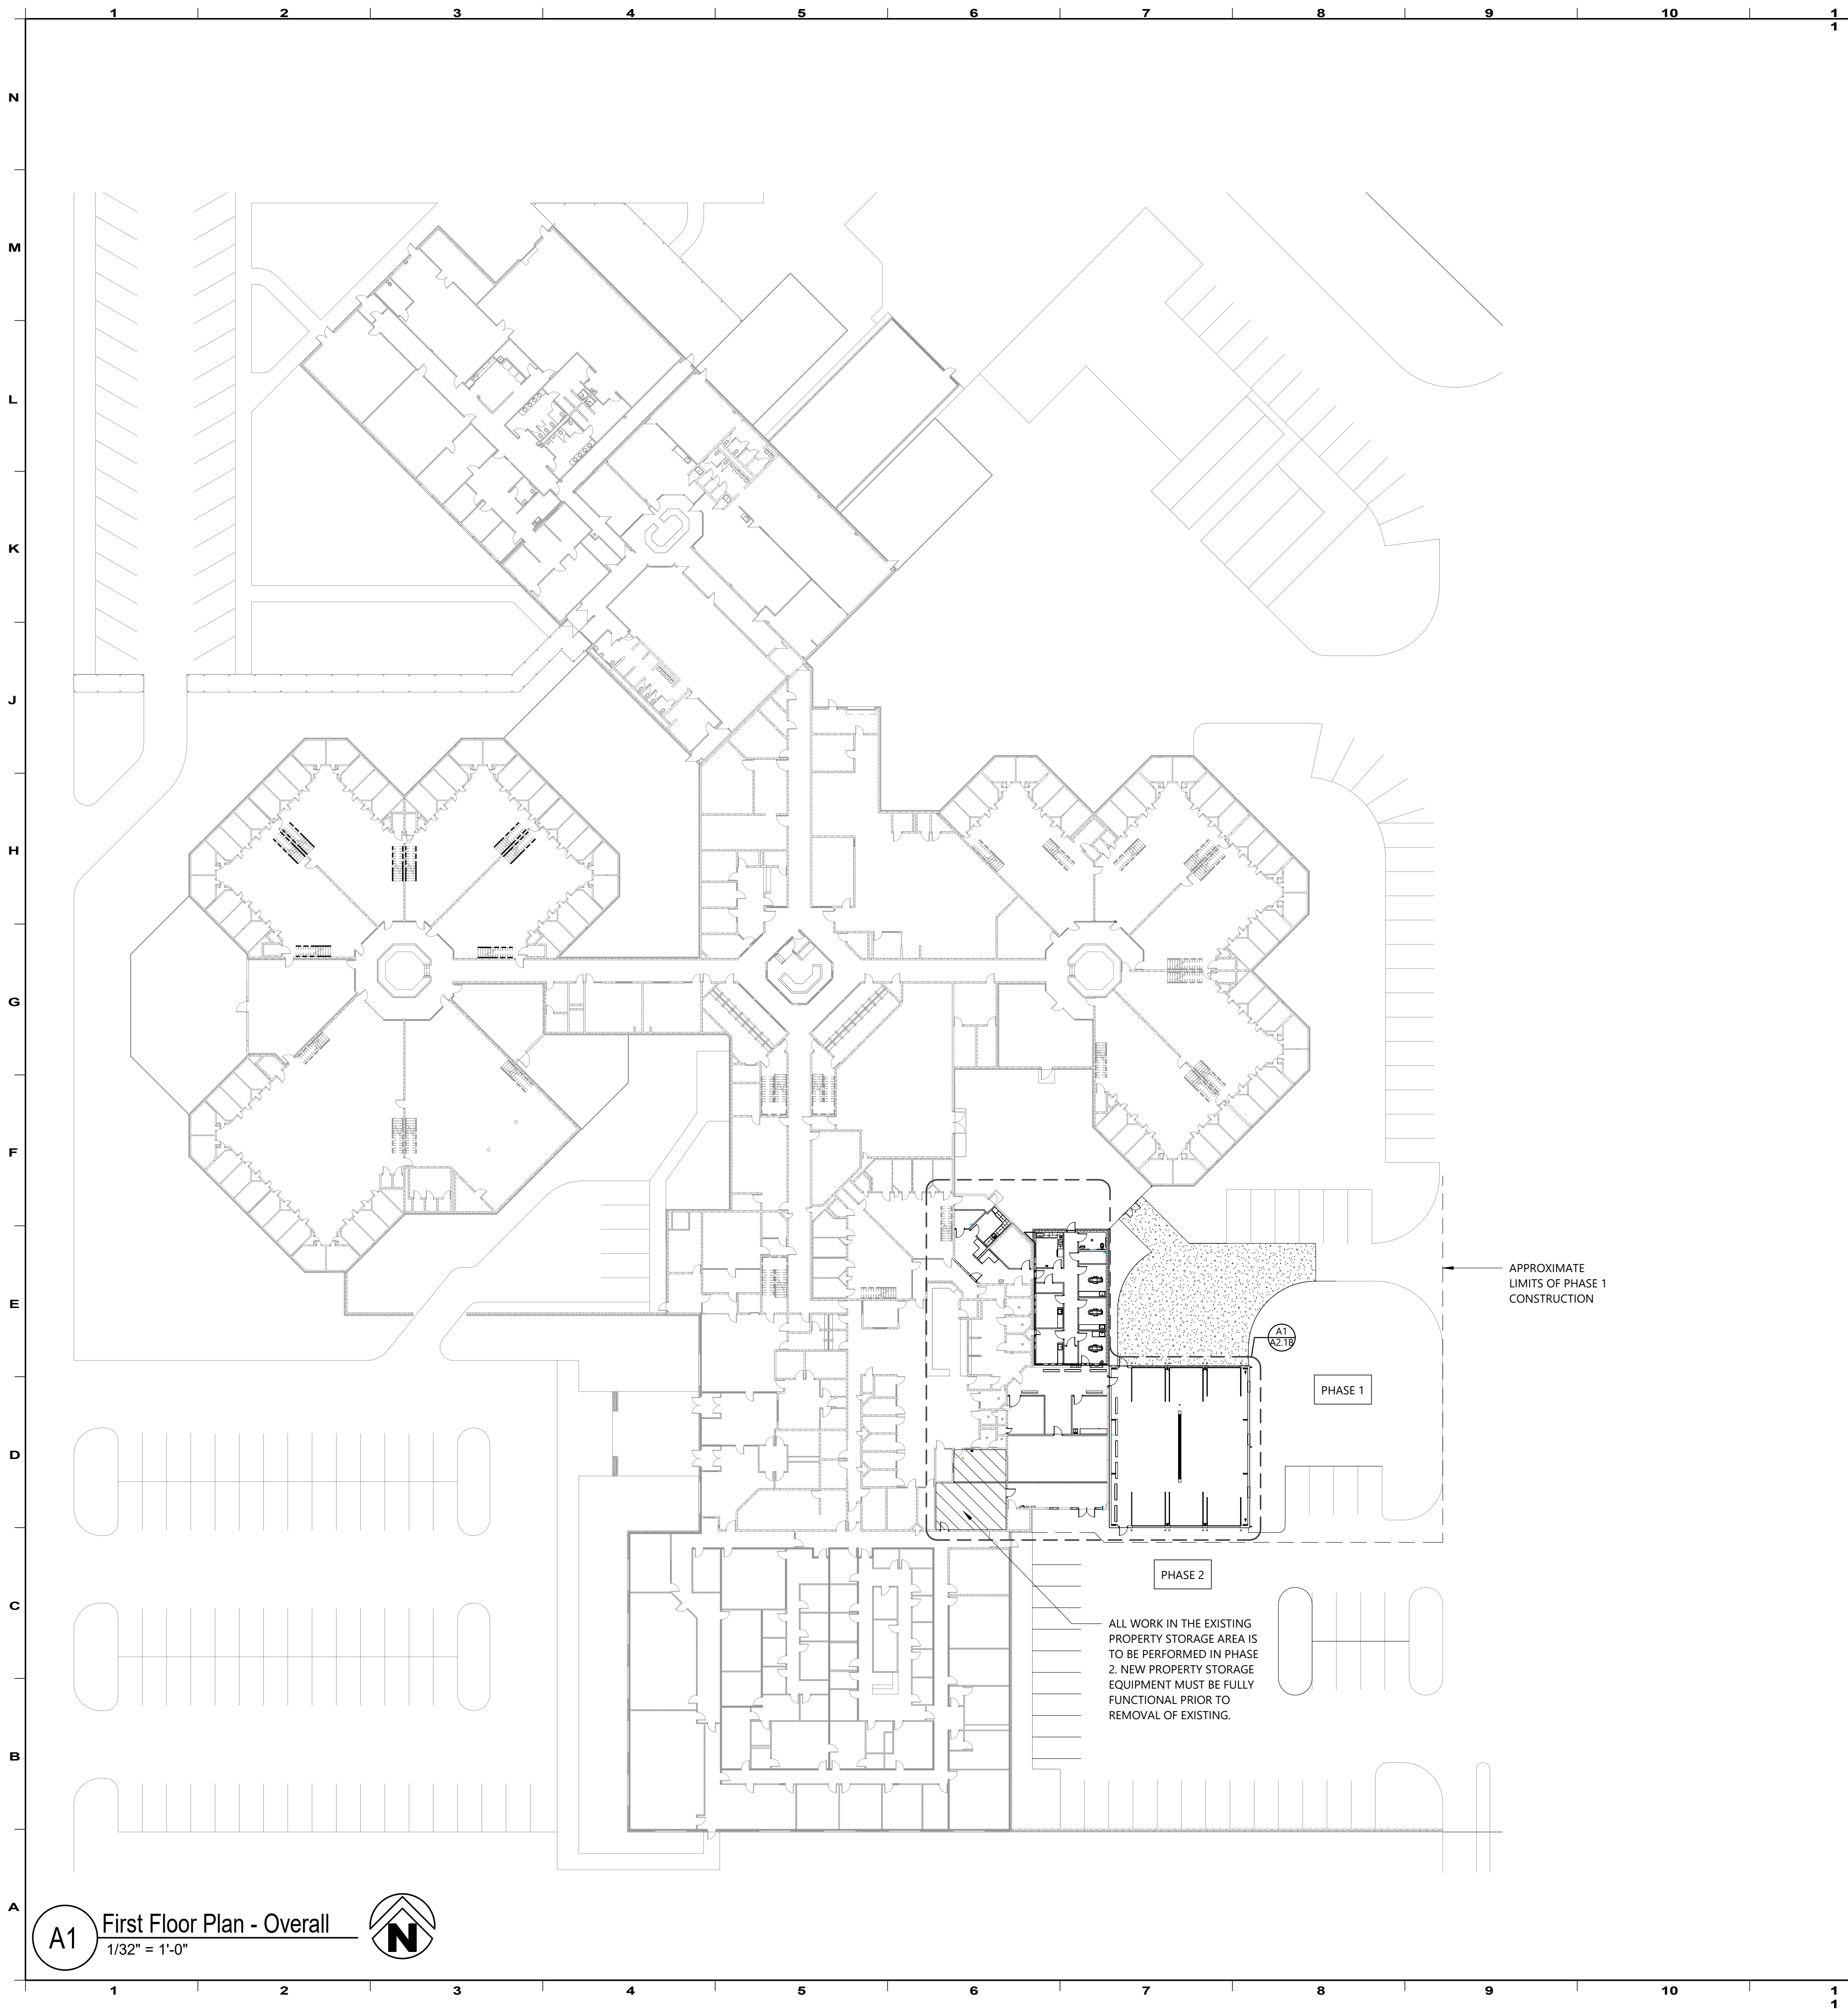 1 2 3 4 5 6 7 8 9 10 1
1
N
M
L
K
J
H
G
F
E
D
C
B
A
APPROXIMATE
LIMITS OF PHASE 1
CONSTRUCTION
A1
A2.1B
PHASE 1
PHASE 2
ALL WORK IN THE EXISTING
PROPERTY STORAGE AREA IS
TO BE PERFORMED IN PHASE
2. NEW PROPERTY STORAGE
EQUIPMENT MUST BE FULLY
FUNCTIONAL PRIOR TO
REMOVAL OF EXISTING.
A1
First Floor Plan - Overall
1/32" = 1'-0"
N
1 2 3 4 5 6 7 8 9 10 1
1